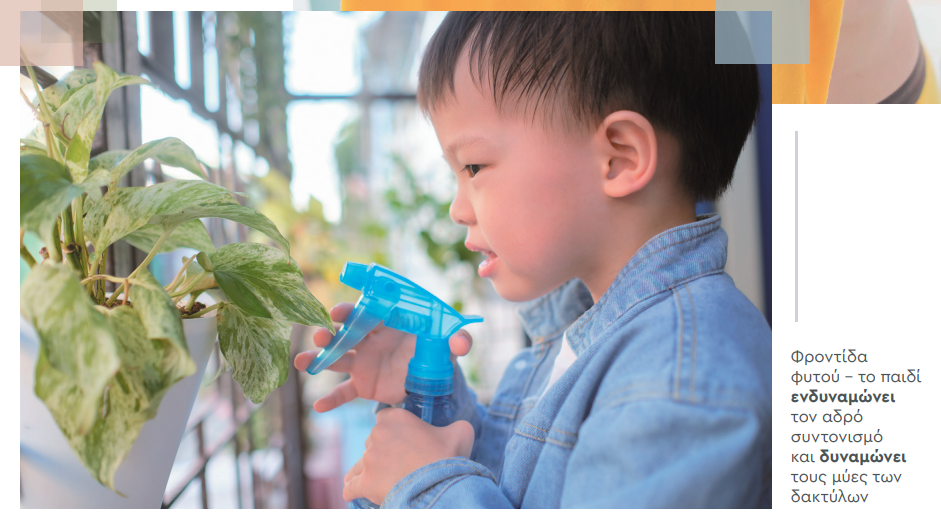 Φροντίδα
φυτού – το παιδί
ενδυναμώνει
τον αδρό
συντονισμό
και δυναμώνει
τους μύες των
δακτύλων